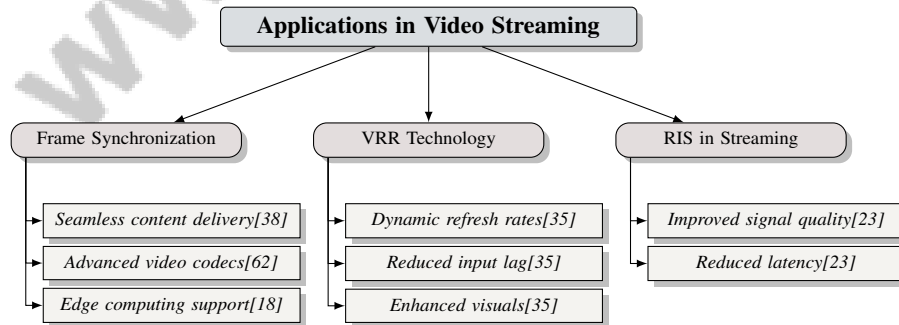 Applications in Video Streaming
Frame Synchronization
VRR Technology
RIS in Streaming
Seamless content delivery[38]
Dynamic refresh rates[35]
Improved signal quality[23]
Advanced video codecs[62]
Reduced input lag[35]
Reduced latency[23]
Edge computing support[18]
Enhanced visuals[35]